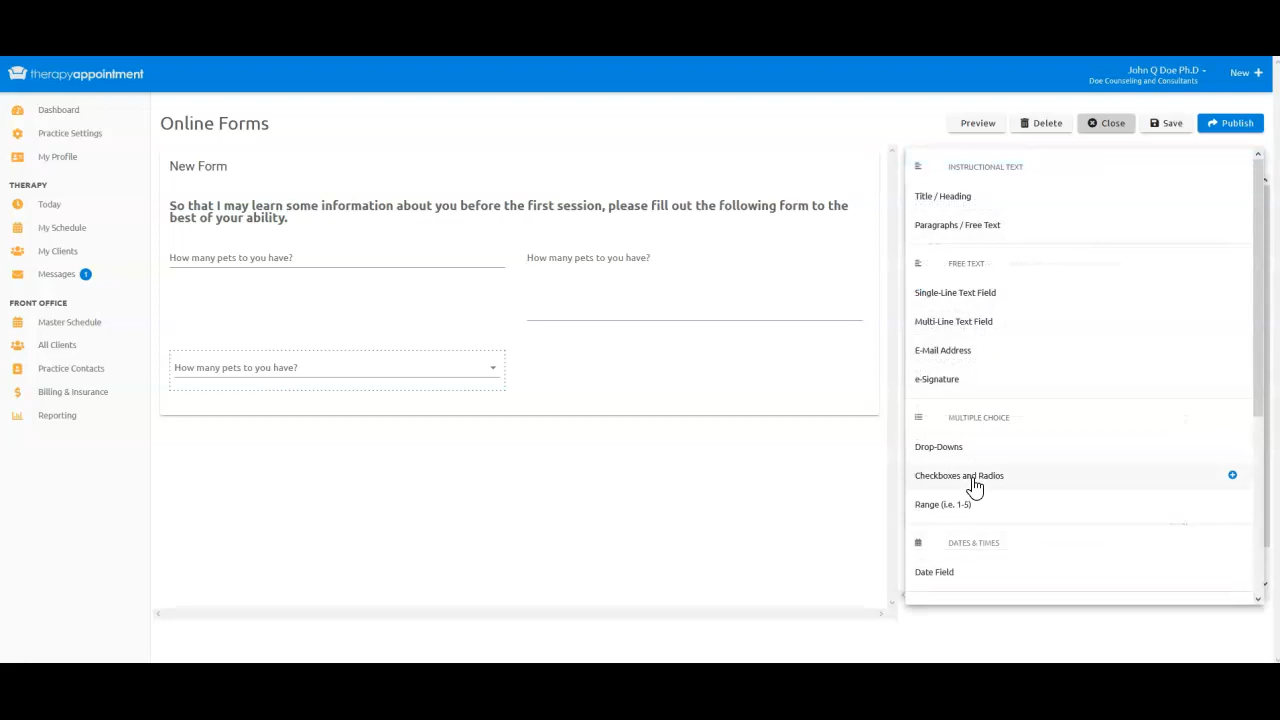 therapyappointment
John Q Doe Ph.D
Doe Counseling and Consultants
New
Dashboard
Practice Settings
My Profile
THERAPY
Today
My Schedule
My Clients
Messages 1
FRONT OFFICE
Master Schedule
All Clients
Practice Contacts
Billing & Insurance
Reporting
Online Forms
Preview
Delete
Close
Save
Publish
New Form
So that I may learn some information about you before the first session, please fill out the following form to the
best of your ability.
How many pets to you have?
How many pets to you have?
How many pets to you have?
INSTRUCTIONAL TEXT
Title / Heading
Paragraphs / Free Text
FREE TEXT
Single-Line Text Field
Multi-Line Text Field
E-Mail Address
e-Signature
MULTIPLE CHOICE
Drop-Downs
Checkboxes and Radios
Range (i.e. 1-5)
DATES & TIMES
Date Field